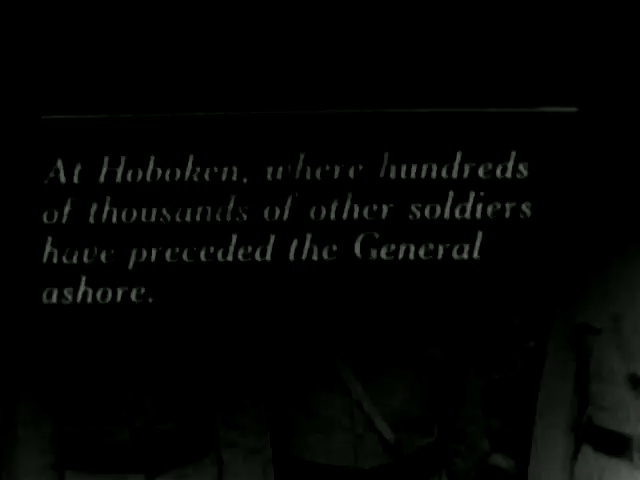 At Hoboken, where hundreds
of thousands of other soldiers
have preceded the General
ashore.